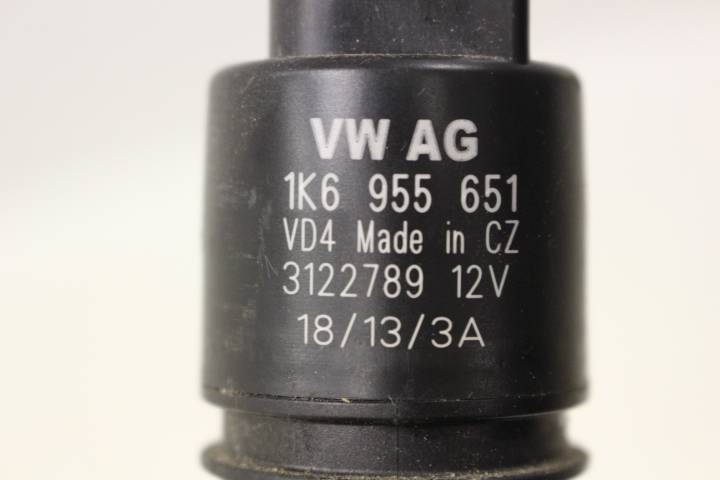 VW AG
1K6 955 651
VD4 Made in CZ
3122789 12V
18/13/3A